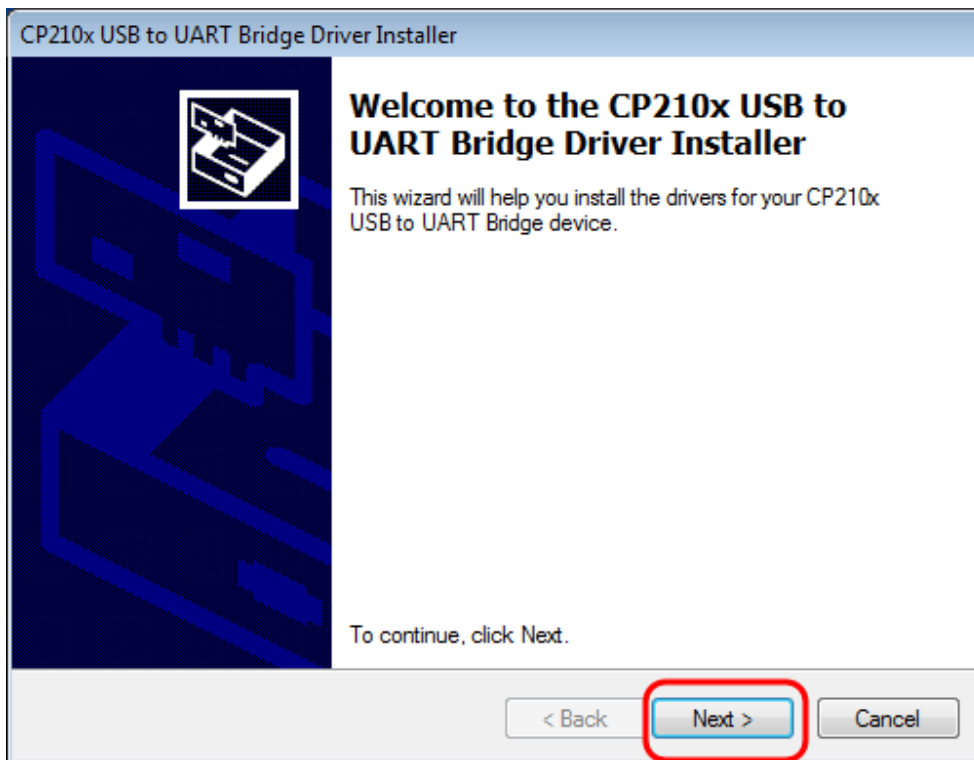 CP210x USB to UART Bridge Driver Installer
Welcome to the CP210x USB to
UART Bridge Driver Installer
This wizard will help you install the drivers for your CP210x
USB to UART Bridge device.
To continue, click Next.
< Back
Next >
Cancel